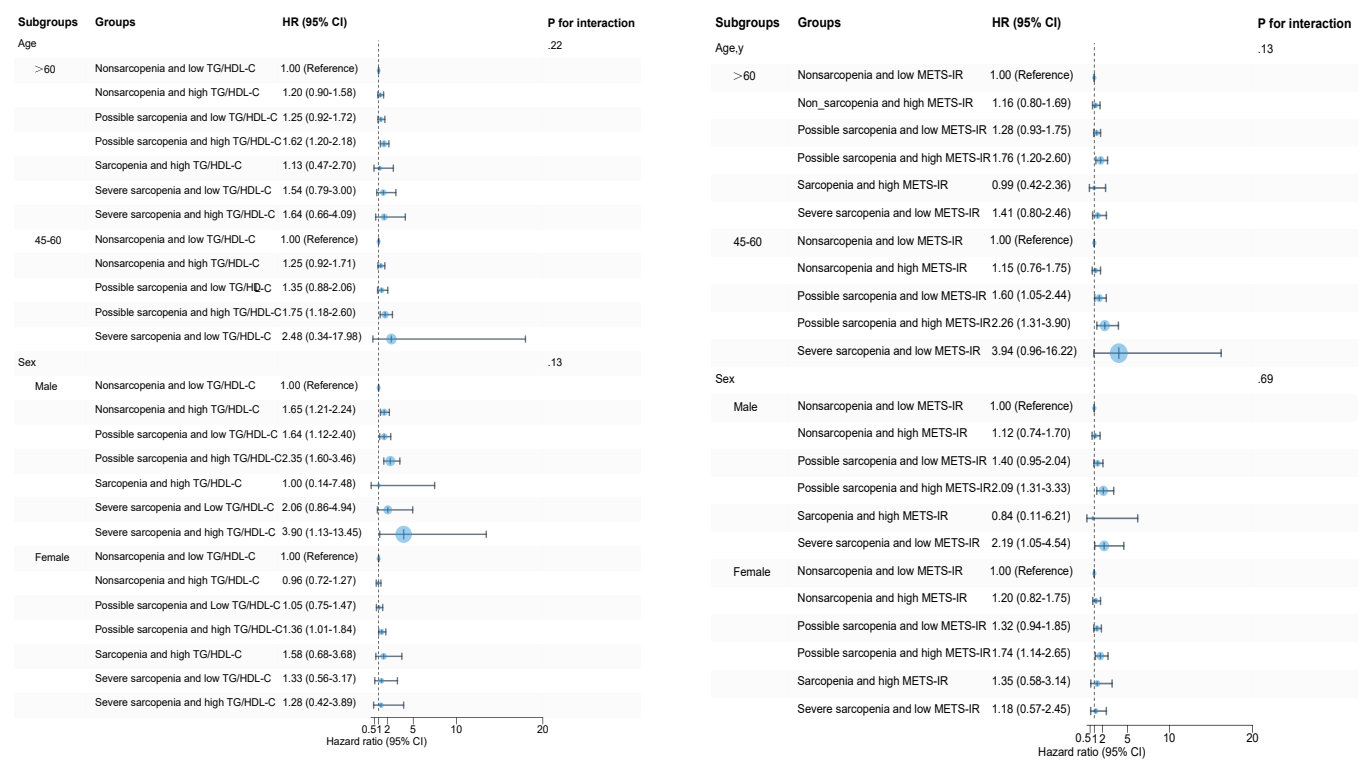 Subgroups Groups HR (95% CI) P for interaction
Age .22
>60 Nonsarcopenia and low TG/HDL-C 1.00 (Reference)
Nonsarcopenia and high TG/HDL-C 1.20 (0.90-1.58)
Possible sarcopenia and low TG/HDL-C 1.25 (0.92-1.72)
Possible sarcopenia and high TG/HDL-C 1.62 (1.20-2.18)
Sarcopenia and high TG/HDL-C 1.13 (0.47-2.70)
Severe sarcopenia and low TG/HDL-C 1.54 (0.79-3.00)
Severe sarcopenia and high TG/HDL-C 1.64 (0.66-4.09)
45-60 Nonsarcopenia and low TG/HDL-C 1.00 (Reference)
Nonsarcopenia and high TG/HDL-C 1.25 (0.92-1.71)
Possible sarcopenia and low TG/HDL-C 1.35 (0.88-2.06)
Possible sarcopenia and high TG/HDL-C 1.75 (1.18-2.60)
Severe sarcopenia and low TG/HDL-C 2.48 (0.34-17.98)
Sex .13
Male Nonsarcopenia and low TG/HDL-C 1.00 (Reference)
Nonsarcopenia and high TG/HDL-C 1.65 (1.21-2.24)
Possible sarcopenia and low TG/HDL-C 1.64 (1.12-2.40)
Possible sarcopenia and high TG/HDL-C 2.35 (1.60-3.46)
Sarcopenia and high TG/HDL-C 1.00 (0.14-7.48)
Severe sarcopenia and Low TG/HDL-C 2.06 (0.86-4.94)
Severe sarcopenia and high TG/HDL-C 3.90 (1.13-13.45)
Female Nonsarcopenia and low TG/HDL-C 1.00 (Reference)
Nonsarcopenia and high TG/HDL-C 0.96 (0.72-1.27)
Possible sarcopenia and Low TG/HDL-C 1.05 (0.75-1.47)
Possible sarcopenia and high TG/HDL-C 1.36 (1.01-1.84)
Sarcopenia and high TG/HDL-C 1.58 (0.68-3.68)
Severe sarcopenia and low TG/HDL-C 1.33 (0.56-3.17)
Severe sarcopenia and high TG/HDL-C 1.28 (0.42-3.89)
0.5 1 2 5 10 20
Hazard ratio (95% CI)
Subgroups Groups HR (95% CI) P for interaction
Age,y .13
>60 Nonsarcopenia and low METS-IR 1.00 (Reference)
Non_sarcopenia and high METS-IR 1.16 (0.80-1.69)
Possible sarcopenia and low METS-IR 1.28 (0.93-1.75)
Possible sarcopenia and high METS-IR 1.76 (1.20-2.60)
Sarcopenia and high METS-IR 0.99 (0.42-2.36)
Severe sarcopenia and low METS-IR 1.41 (0.80-2.46)
45-60 Nonsarcopenia and low METS-IR 1.00 (Reference)
Nonsarcopenia and high METS-IR 1.15 (0.76-1.75)
Possible sarcopenia and low METS-IR 1.60 (1.05-2.44)
Possible sarcopenia and high METS-IR 2.26 (1.31-3.90)
Severe sarcopenia and low METS-IR 3.94 (0.96-16.22)
Sex .69
Male Nonsarcopenia and low METS-IR 1.00 (Reference)
Nonsarcopenia and high METS-IR 1.12 (0.74-1.70)
Possible sarcopenia and low METS-IR 1.40 (0.95-2.04)
Possible sarcopenia and high METS-IR 2.09 (1.31-3.33)
Sarcopenia and high METS-IR 0.84 (0.11-6.21)
Severe sarcopenia and low METS-IR 2.19 (1.05-4.54)
Female Nonsarcopenia and low METS-IR 1.00 (Reference)
Nonsarcopenia and high METS-IR 1.20 (0.82-1.75)
Possible sarcopenia and low METS-IR 1.32 (0.94-1.85)
Possible sarcopenia and high METS-IR 1.74 (1.14-2.65)
Sarcopenia and high METS-IR 1.35 (0.58-3.14)
Severe sarcopenia and low METS-IR 1.18 (0.57-2.45)
0.5 1 2 5 10 20
Hazard ratio (95% CI)